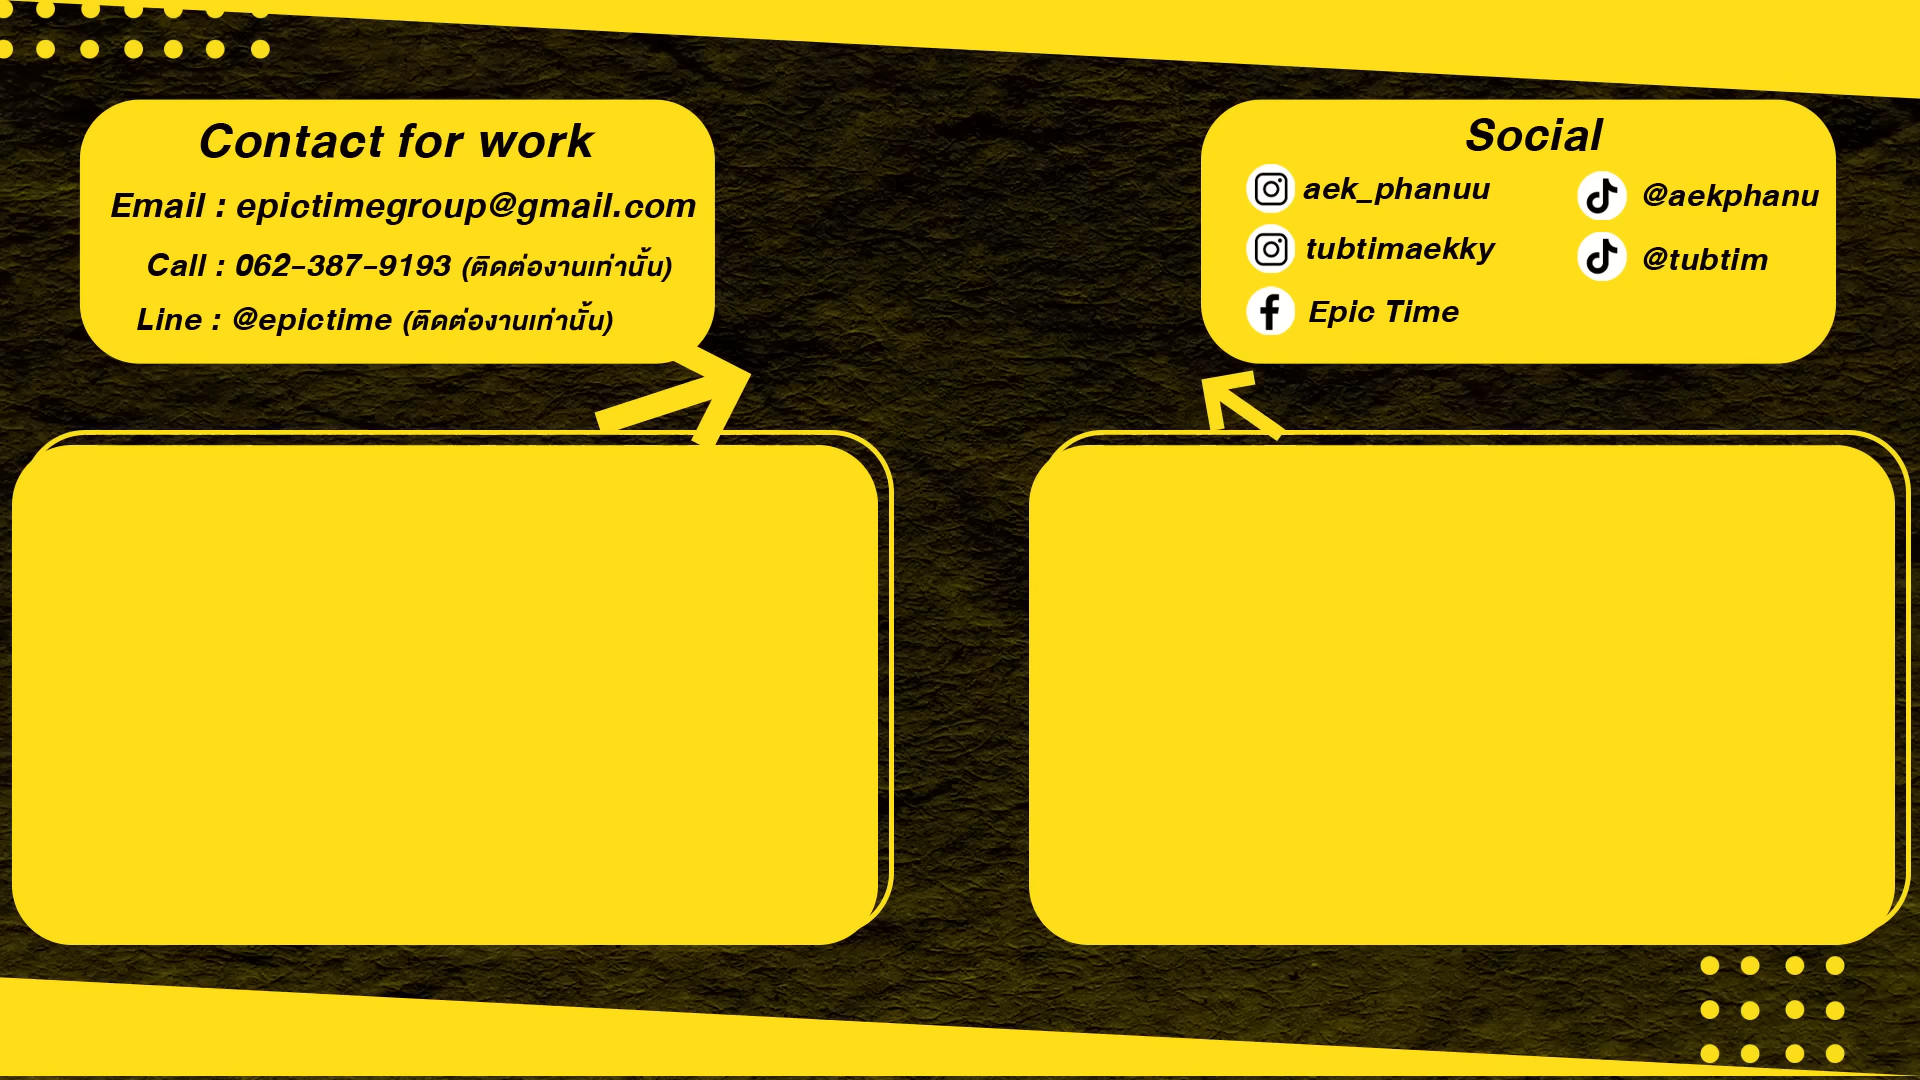 Contact for work
Email : epictimegroup@gmail.com
Call : 062-387-9193 (ติดต่องานเท่านั้น)
Line : @epictime (ติดต่องานเท่านั้น)
Social
aek_phanuu
tubtimaekky
Epic Time
@aekphanu
@tubtim